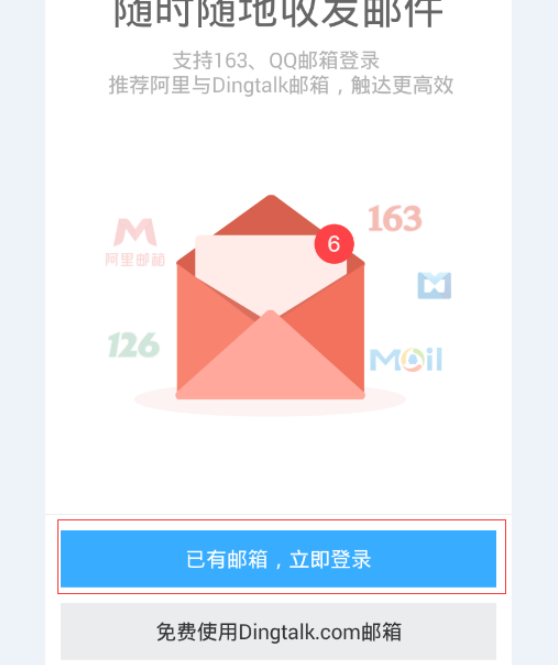 随时随地收发邮件
支持163、QQ邮箱登录
推荐阿里与Dingtalk邮箱，触达更高效
163
6
阿里邮箱
126
Mail
已有邮箱，立即登录
免费使用Dingtalk.com邮箱